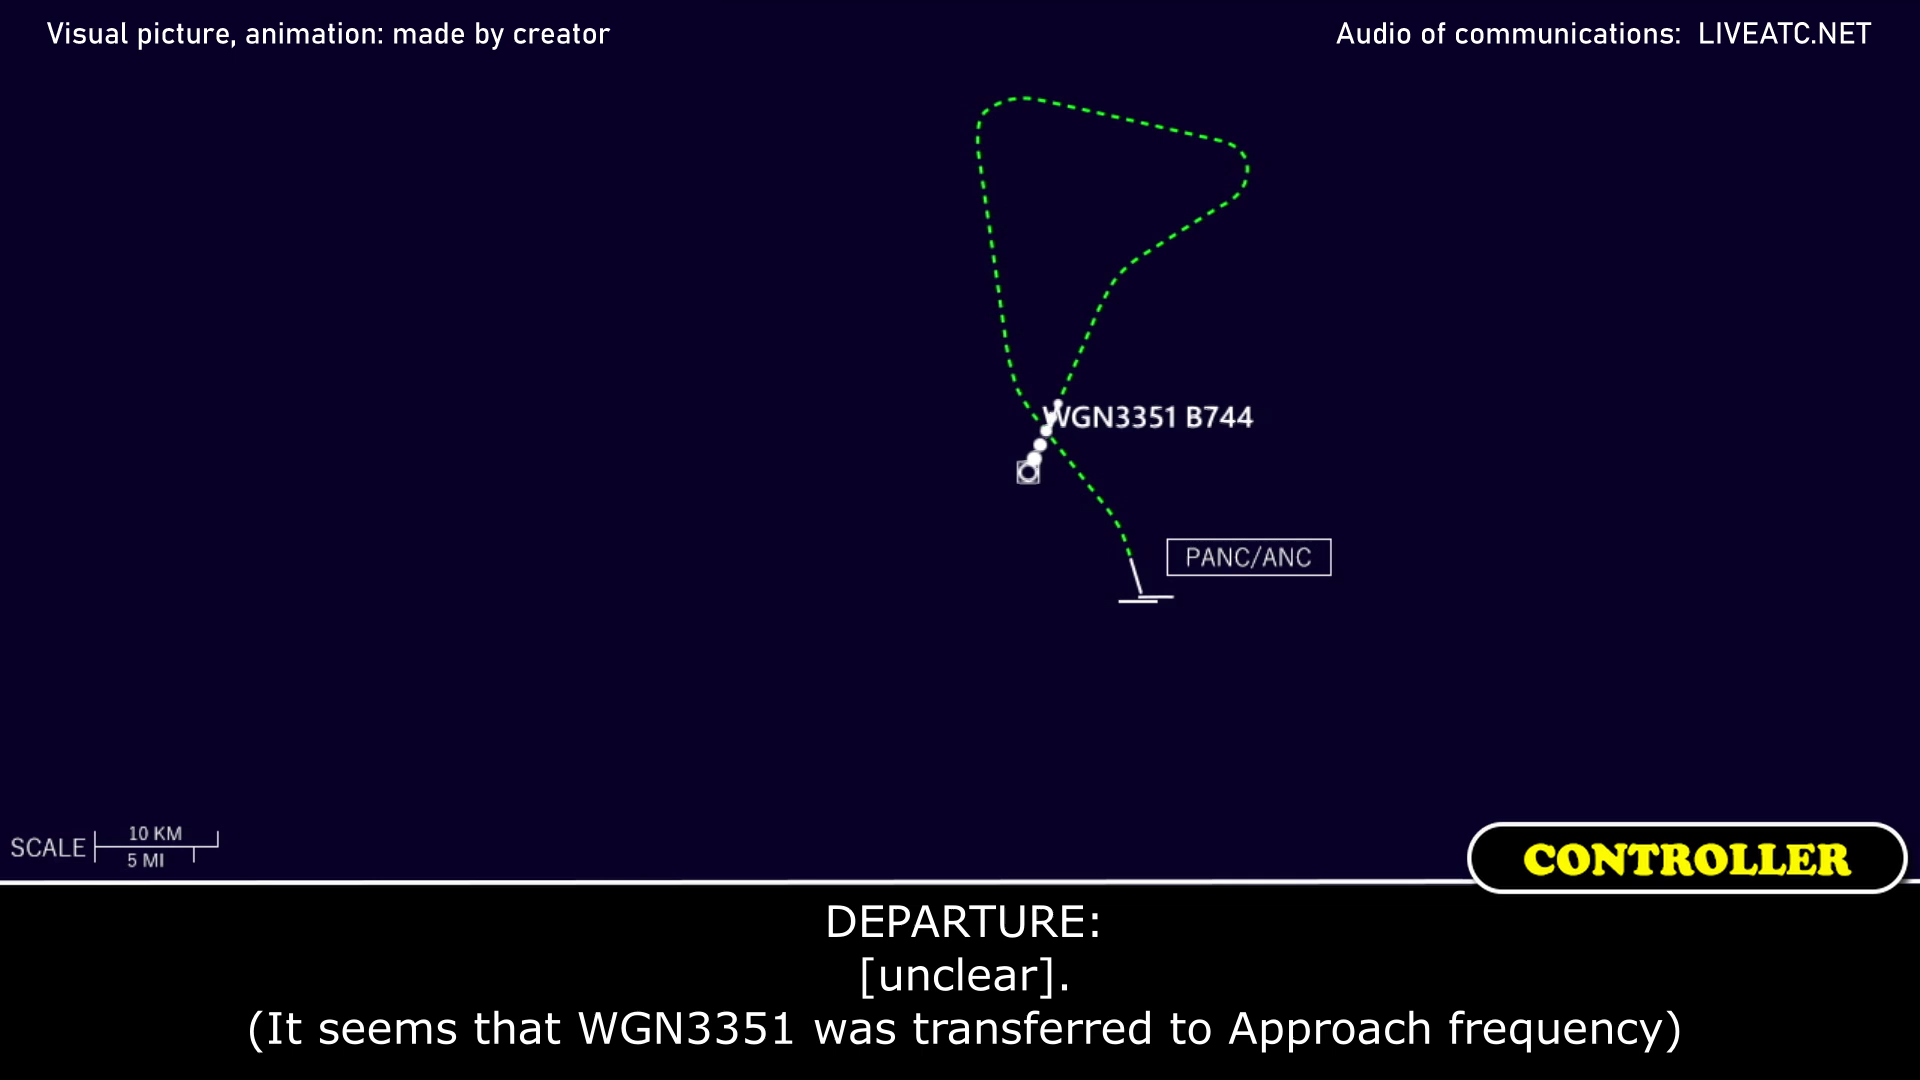 Visual picture, animation: made by creator
Audio of communications: LIVEATC.NET
WGN3351 B744
PANC/ANC
SCALE
10 KM
5 MI
CONTROLLER
DEPARTURE:
[unclear].
(It seems that WGN3351 was transferred to Approach frequency)